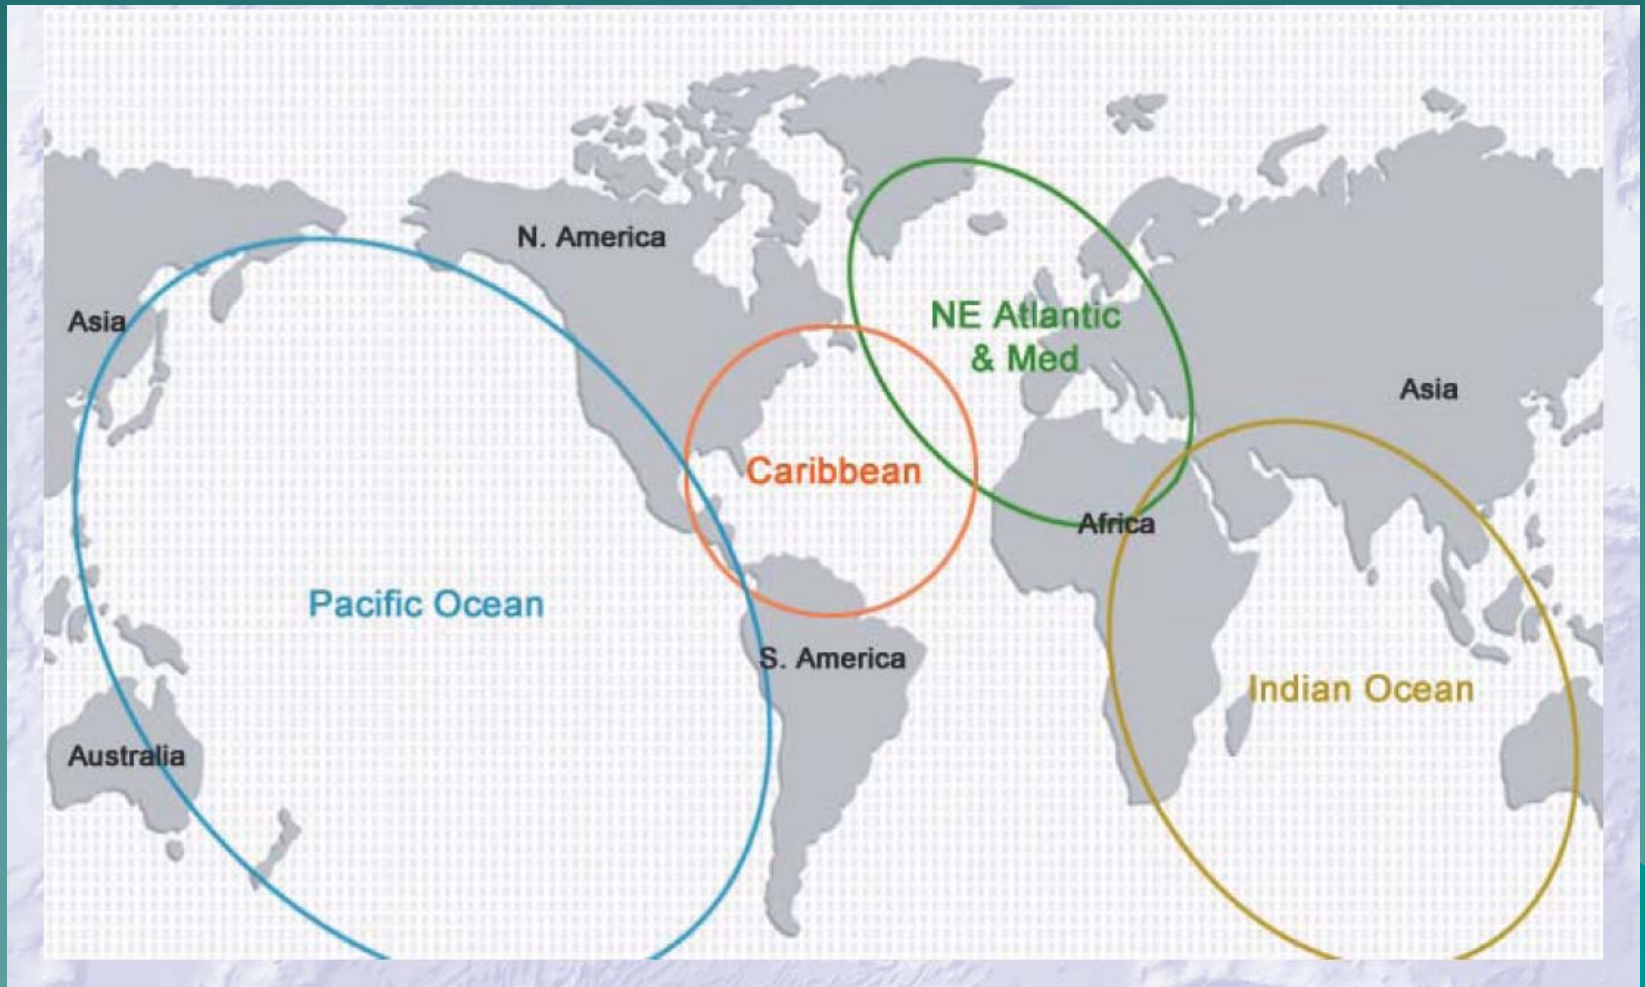 N. America
Asia
NE Atlantic
& Med
Asia
Caribbean
Africa
Pacific Ocean
S. America
Indian Ocean
Australia